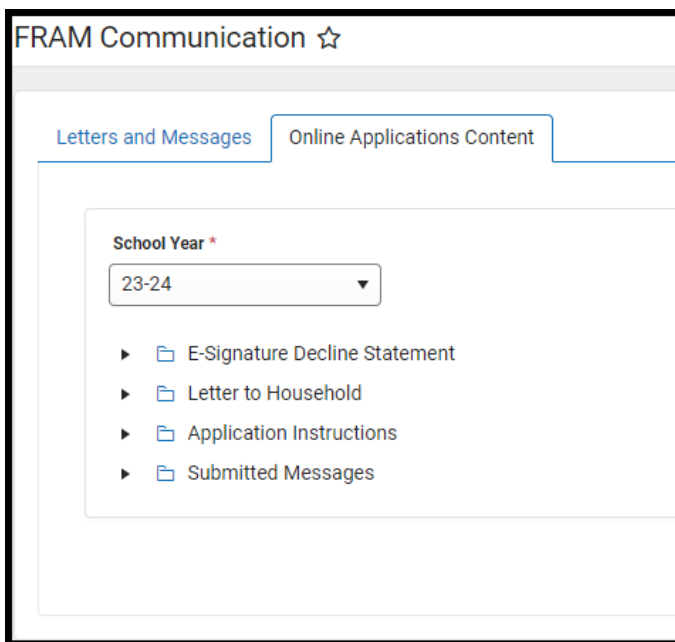 FRAM Communication ☆
Letters and Messages Online Applications Content
School Year *
23-24
E-Signature Decline Statement
Letter to Household
Application Instructions
Submitted Messages